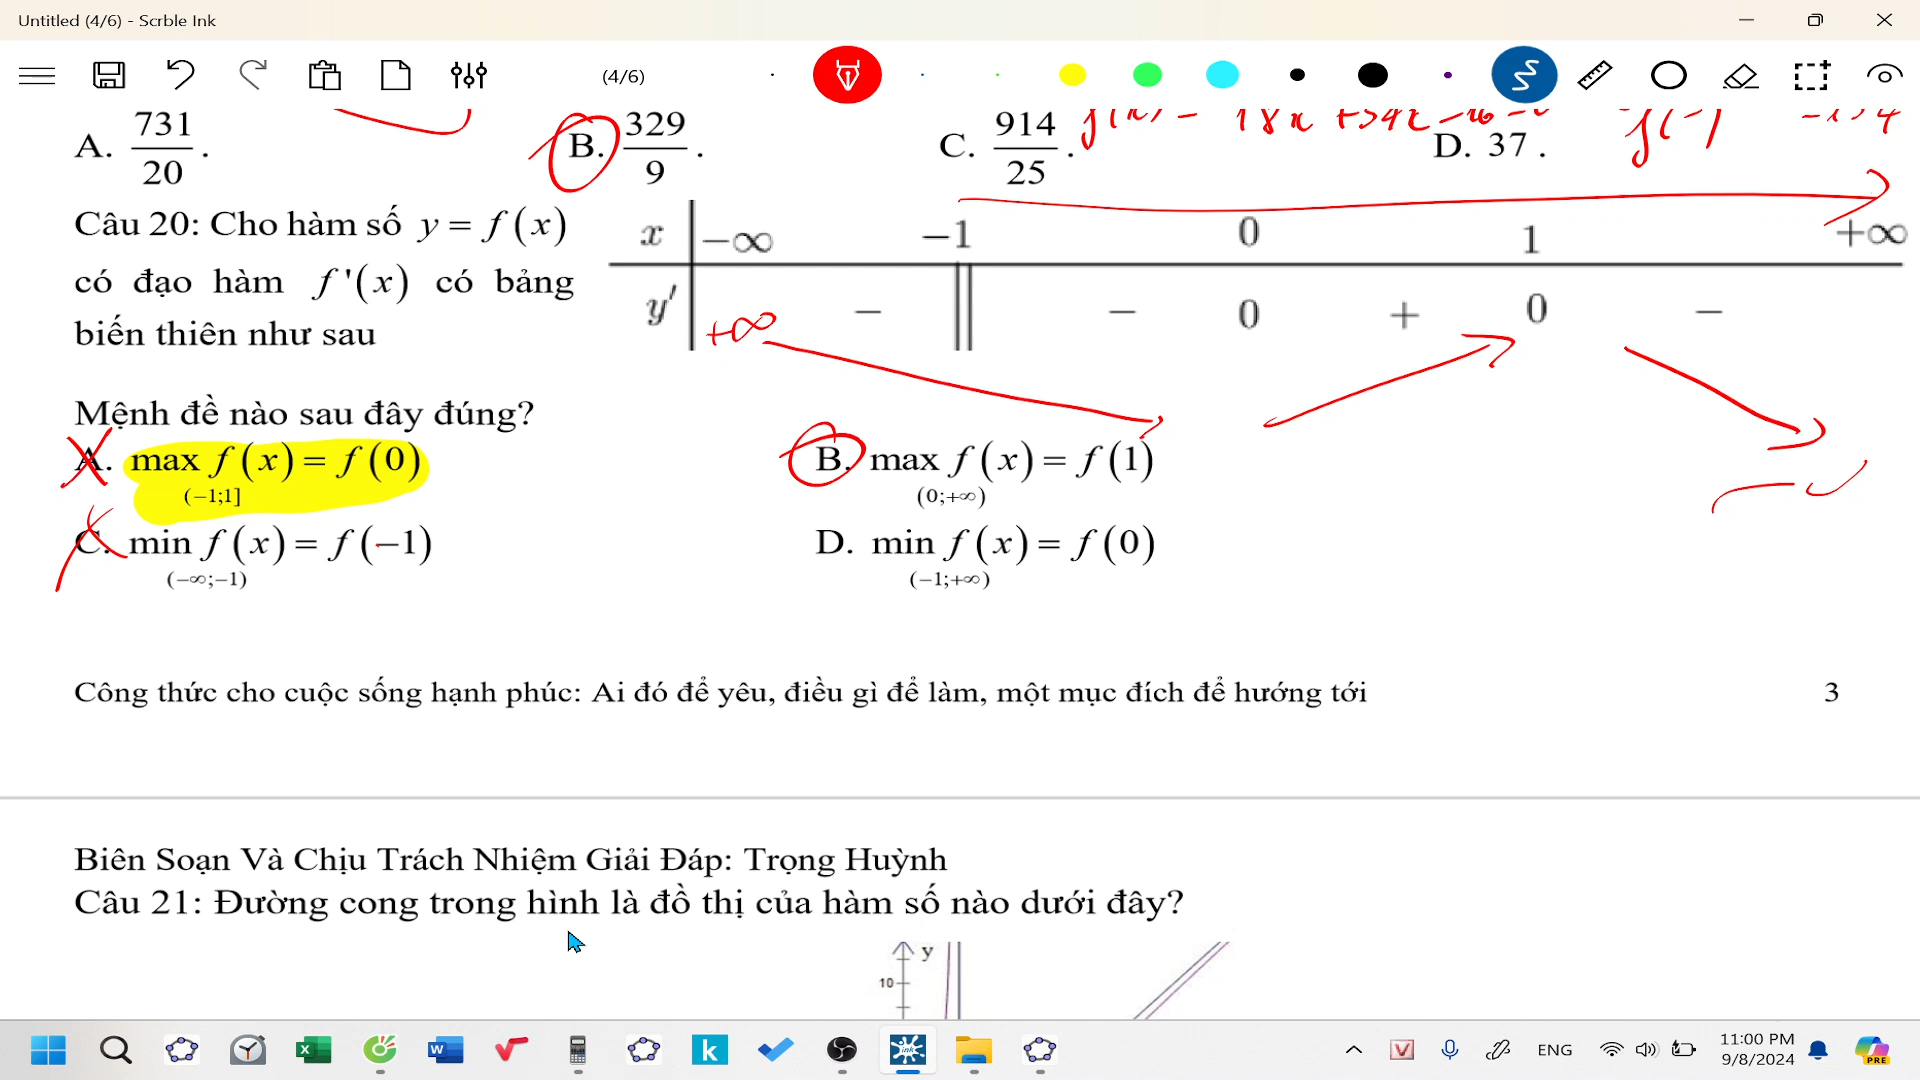 Untitled (4/6) - Scrble Ink
(4/6)
A. 731/20 . B. 329/9 . C. 914/25 . D. 37 .
Câu 20: Cho hàm số y = f(x)
có đạo hàm f'(x) có bảng
biến thiên như sau
x −∞ −1 0 1 +∞
y' − || − 0 + 0 −
+∞
Mệnh đề nào sau đây đúng?
A. max f(x) = f(0) B. max f(x) = f(1)
(−1;1] (0;+∞)
C. min f(x) = f(−1) D. min f(x) = f(0)
(−∞;−1) (−1;+∞)
Công thức cho cuộc sống hạnh phúc: Ai đó để yêu, điều gì để làm, một mục đích để hướng tới 3
Biên Soạn Và Chịu Trách Nhiệm Giải Đáp: Trọng Huỳnh
Câu 21: Đường cong trong hình là đồ thị của hàm số nào dưới đây?
y
10
ENG
11:00 PM
9/8/2024